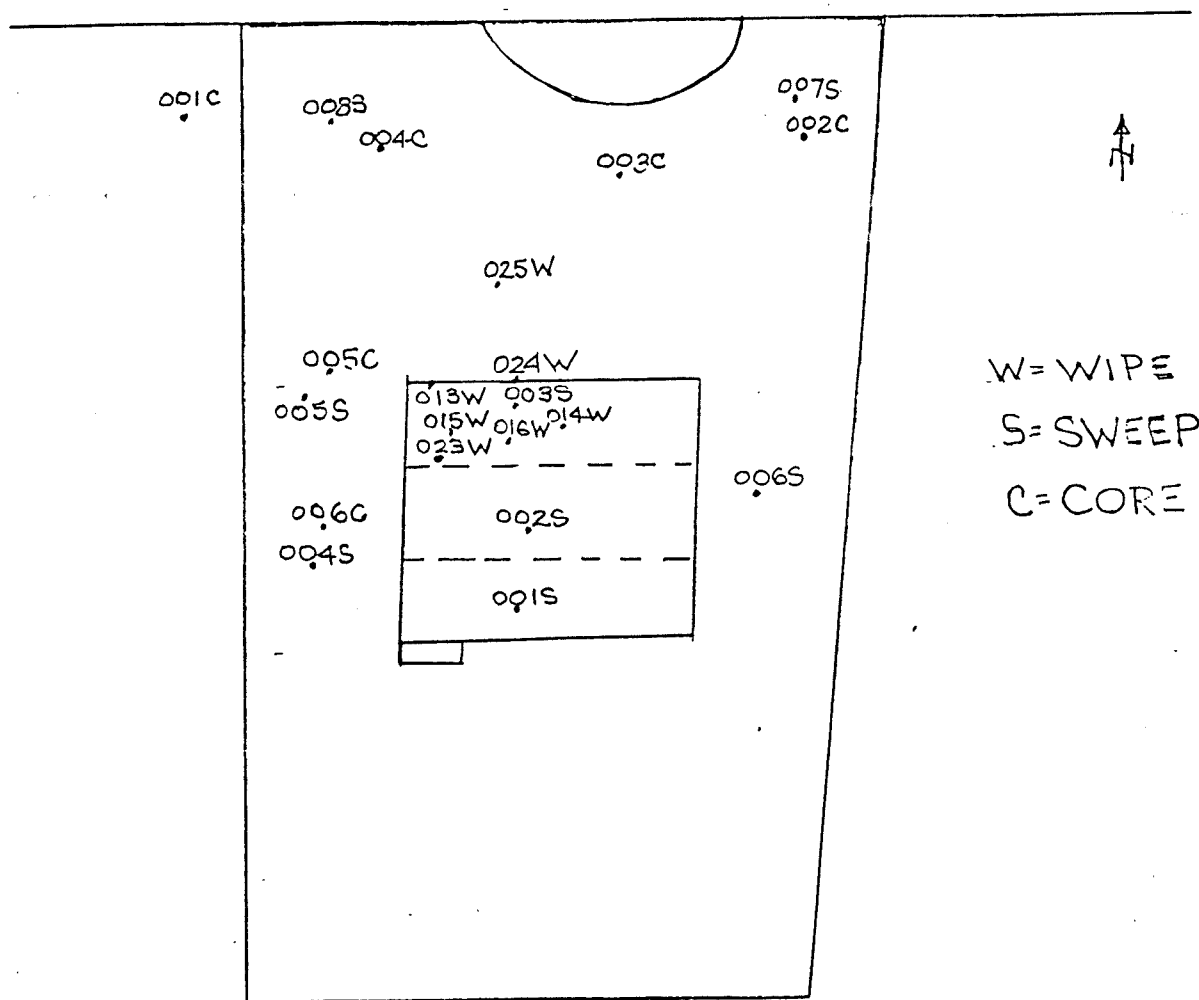 001C
008S
004C
007S
002C
003C
N
025W
005C
024W
W = WIPE
005S
013W
003S
015W
016W
014W
S = SWEEP
023W
006S
C = CORE
006C
002S
004S
001S